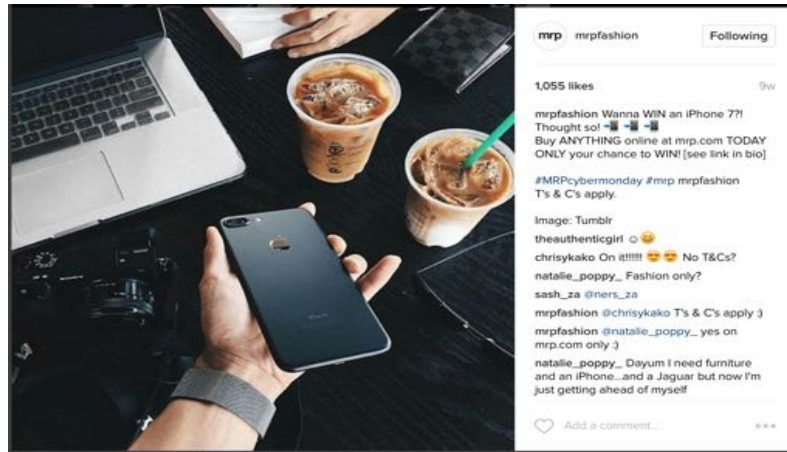 mrp mrpfashion Following
1,055 likes 9w
mrpfashion Wanna WIN an iPhone 7?!
Thought so! 📲 📲 📲
Buy ANYTHING online at mrp.com TODAY
ONLY your chance to WIN! [see link in bio]
#MRPcybermonday #mrp mrpfashion
T's & C's apply.
Image: Tumblr
theauthenticgirl ☺😄
chrisykako On it!!!!!! 😍 😍 No T&Cs?
natalie_poppy_ Fashion only?
sash_za @ners_za
mrpfashion @chrisykako T's & C's apply :)
mrpfashion @natalie_poppy_ yes on
mrp.com only :)
natalie_poppy_ Dayum I need furniture
and an iPhone...and a Jaguar but now I'm
just getting ahead of myself
Add a comment...